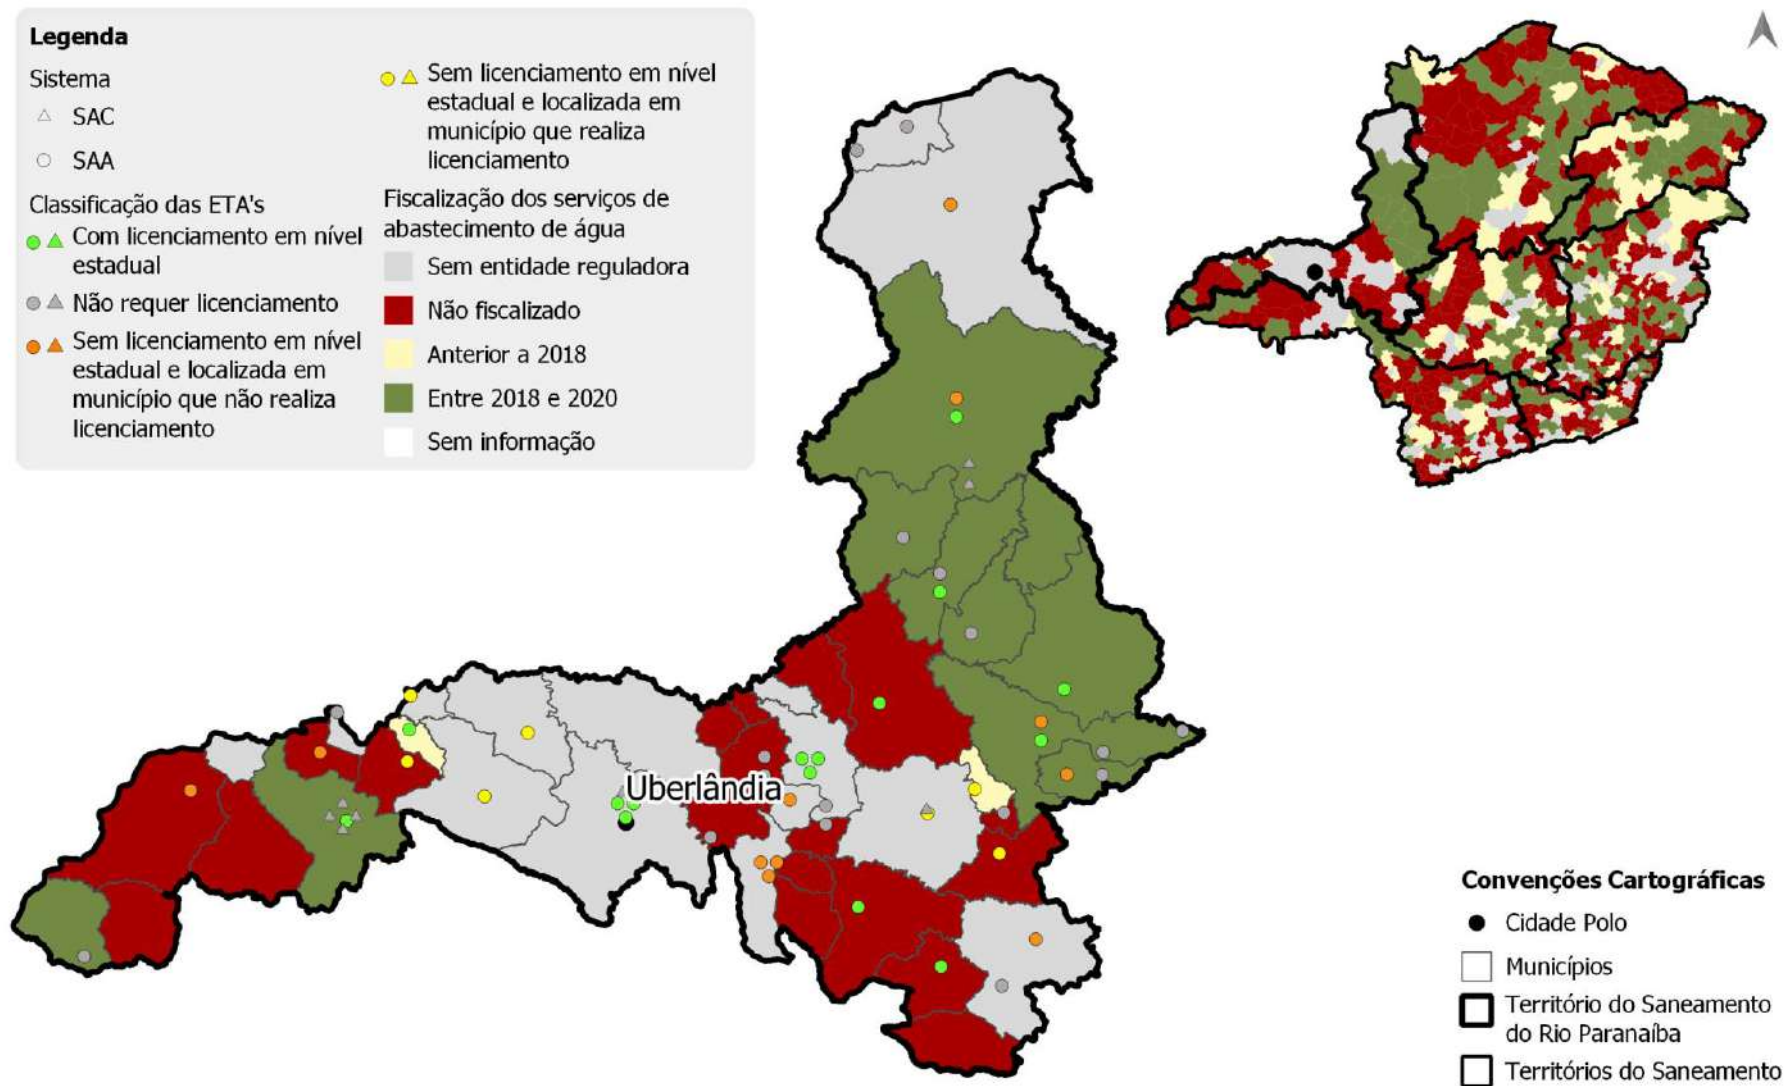 Legenda
Sistema
SAC
SAA
Classificação das ETA's
Com licenciamento em nível
estadual
Não requer licenciamento
Sem licenciamento em nível
estadual e localizada em
município que não realiza
licenciamento
Sem licenciamento em nível
estadual e localizada em
município que realiza
licenciamento
Fiscalização dos serviços de
abastecimento de água
Sem entidade reguladora
Não fiscalizado
Anterior a 2018
Entre 2018 e 2020
Sem informação
Uberlândia
Convenções Cartográficas
Cidade Polo
Municípios
Território do Saneamento
do Rio Paranaíba
Territórios do Saneamento